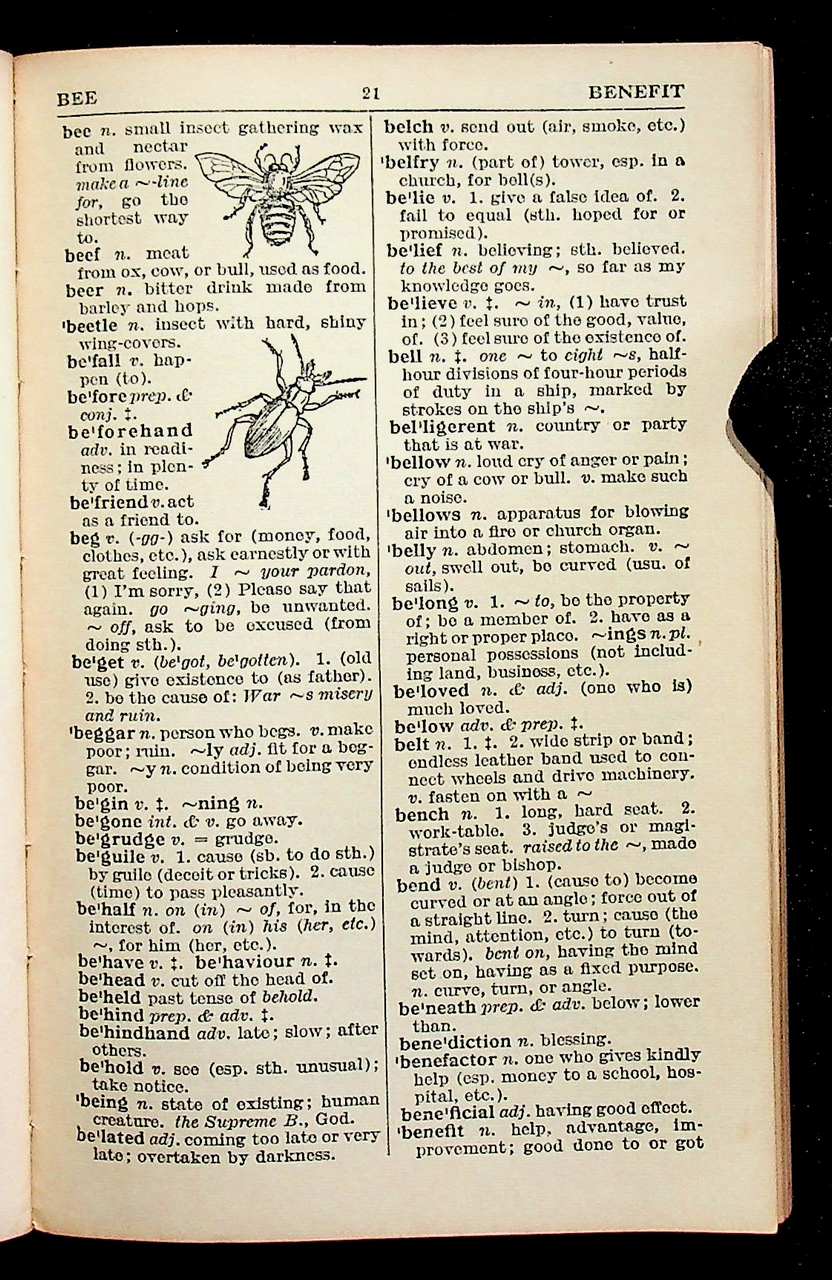 BEE 21 BENEFIT
bee n. small insect gathering wax
and nectar
from flowers.
make a ~-line
for, go the
shortest way
to.
beef n. meat
from ox, cow, or bull, used as food.
beer n. bitter drink made from
barley and hops.
'beetle n. insect with hard, shiny
wing-covers.
be'fall v. hap-
pen (to).
be'fore prep. &
conj. ‡.
be'forehand
adv. in readi-
ness; in plen-
ty of time.
be'friend v. act
as a friend to.
beg v. (-gg-) ask for (money, food,
clothes, etc.), ask earnestly or with
great feeling. I ~ your pardon,
(1) I'm sorry, (2) Please say that
again. go ~ging, be unwanted.
~ off, ask to be excused (from
doing sth.).
be'get v. (be'got, be'gotten). 1. (old
use) give existence to (as father).
2. be the cause of: War ~s misery
and ruin.
'beggar n. person who begs. v. make
poor; ruin. ~ly adj. fit for a beg-
gar. ~y n. condition of being very
poor.
be'gin v. ‡. ~ning n.
be'gone int. & v. go away.
be'grudge v. = grudge.
be'guile v. 1. cause (sb. to do sth.)
by guile (deceit or tricks). 2. cause
(time) to pass pleasantly.
be'half n. on (in) ~ of, for, in the
interest of. on (in) his (her, etc.)
~, for him (her, etc.).
be'have v. ‡. be'haviour n. ‡.
be'head v. cut off the head of.
be'held past tense of behold.
be'hind prep. & adv. ‡.
be'hindhand adv. late; slow; after
others.
be'hold v. see (esp. sth. unusual);
take notice.
'being n. state of existing; human
creature. the Supreme B., God.
be'lated adj. coming too late or very
late; overtaken by darkness.
belch v. send out (air, smoke, etc.)
with force.
'belfry n. (part of) tower, esp. in a
church, for bell(s).
be'lie v. 1. give a false idea of. 2.
fail to equal (sth. hoped for or
promised).
be'lief n. believing; sth. believed.
to the best of my ~, so far as my
knowledge goes.
be'lieve v. ‡. ~ in, (1) have trust
in; (2) feel sure of the good, value,
of. (3) feel sure of the existence of.
bell n. ‡. one ~ to eight ~s, half-
hour divisions of four-hour periods
of duty in a ship, marked by
strokes on the ship's ~.
bel'ligerent n. country or party
that is at war.
'bellow n. loud cry of anger or pain;
cry of a cow or bull. v. make such
a noise.
'bellows n. apparatus for blowing
air into a fire or church organ.
'belly n. abdomen; stomach. v. ~
out, swell out, be curved (usu. of
sails).
be'long v. 1. ~ to, be the property
of; be a member of. 2. have as a
right or proper place. ~ings n. pl.
personal possessions (not includ-
ing land, business, etc.).
be'loved n. & adj. (one who is)
much loved.
be'low adv. & prep. ‡.
belt n. 1. ‡. 2. wide strip or band;
endless leather band used to con-
nect wheels and drive machinery.
v. fasten on with a ~
bench n. 1. long, hard seat. 2.
work-table. 3. judge's or magi-
strate's seat. raised to the ~, made
a judge or bishop.
bend v. (bent) 1. (cause to) become
curved or at an angle; force out of
a straight line. 2. turn; cause (the
mind, attention, etc.) to turn (to-
wards). bent on, having the mind
set on, having as a fixed purpose.
n. curve, turn, or angle.
be'neath prep. & adv. below; lower
than.
bene'diction n. blessing.
'benefactor n. one who gives kindly
help (esp. money to a school, hos-
pital, etc.).
bene'ficial adj. having good effect.
'benefit n. help, advantage, im-
provement; good done to or got